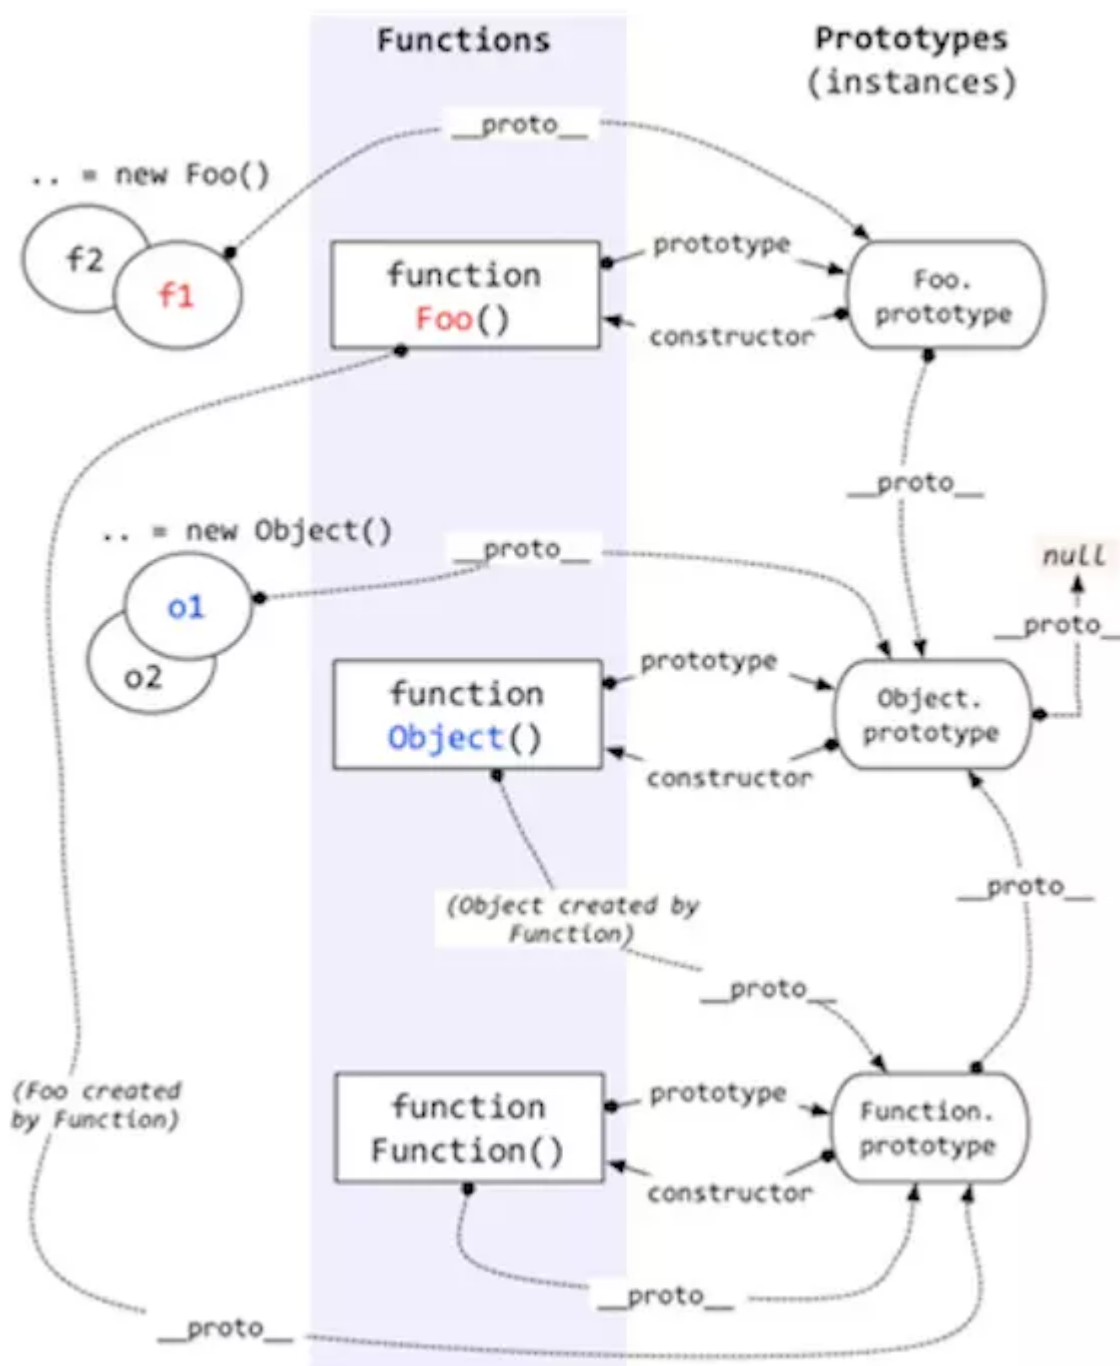 Functions
Prototypes
(instances)
__proto__
.. = new Foo()
f2
f1
function
Foo()
prototype
constructor
Foo.
prototype
__proto__
.. = new Object()
__proto__
null
__proto__
o1
o2
function
Object()
prototype
constructor
Object.
prototype
(Object created by
Function)
__proto__
__proto__
(Foo created
by Function)
function
Function()
prototype
constructor
Function.
prototype
__proto__
__proto__